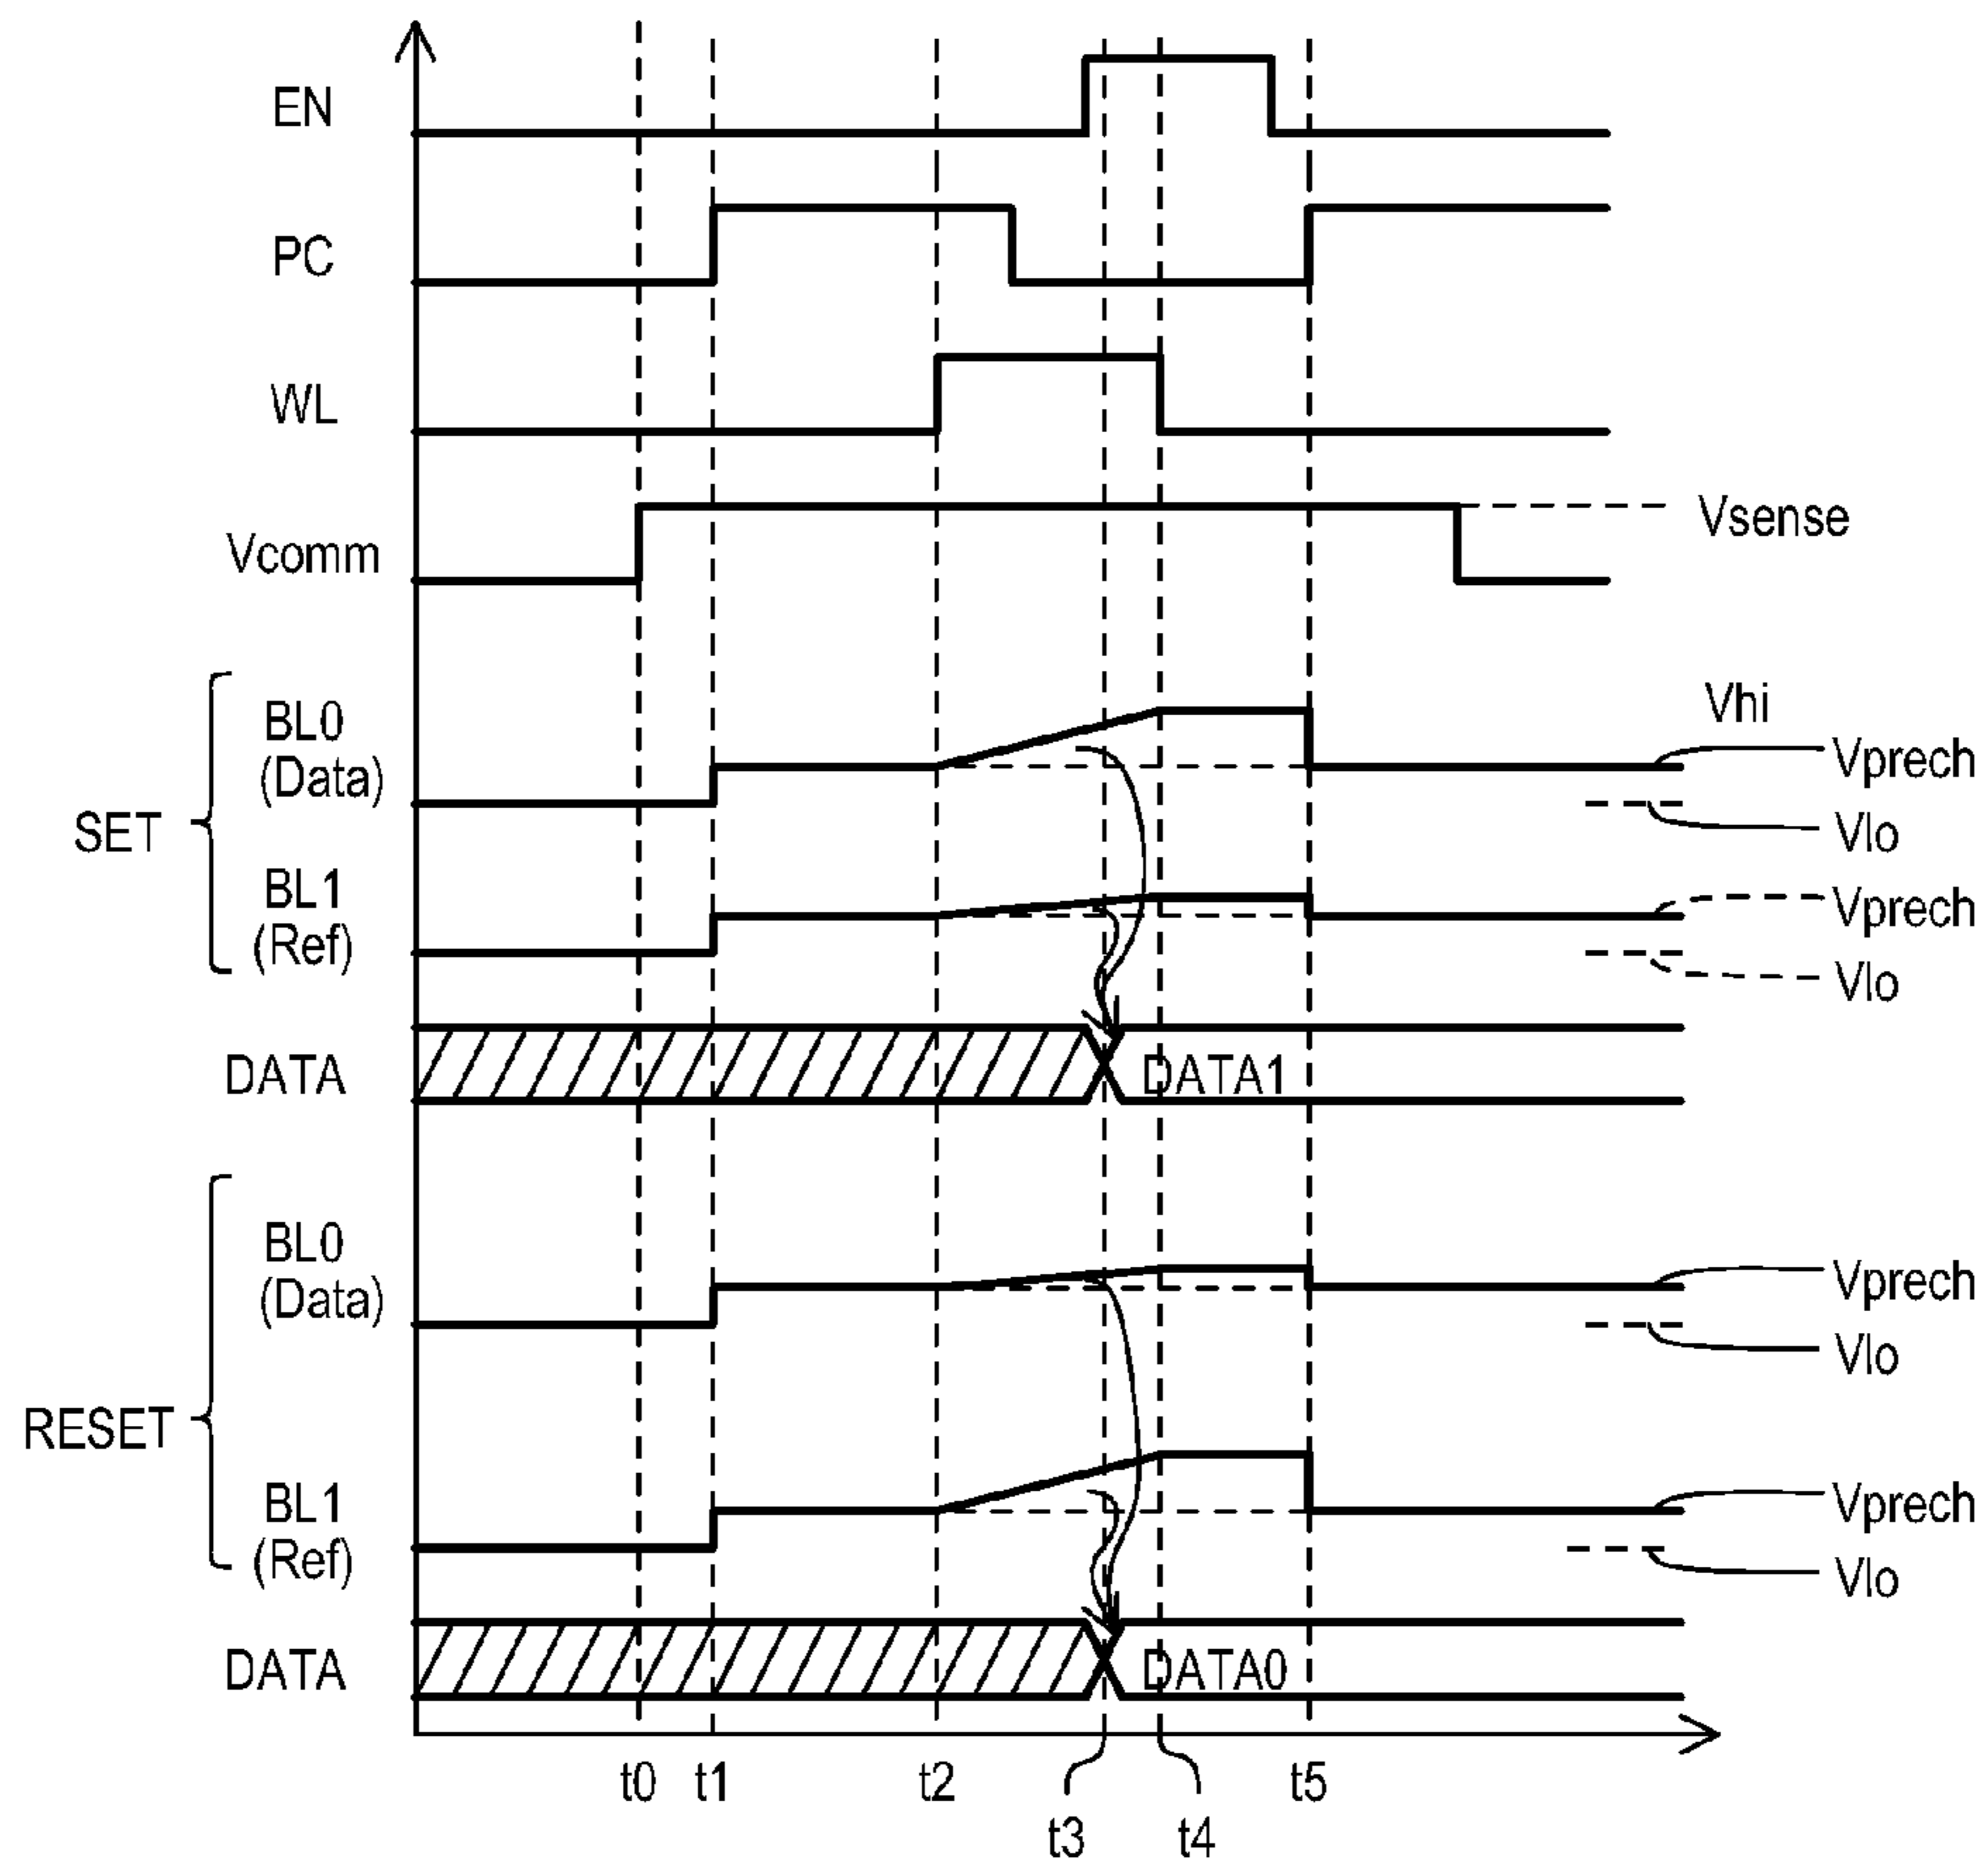 EN
PC
WL
Vcomm
Vsense
SET
BL0
(Data)
Vhi
Vprech
Vlo
BL1
(Ref)
Vprech
Vlo
DATA
DATA1
RESET
BL0
(Data)
Vprech
Vlo
BL1
(Ref)
Vprech
Vlo
DATA
DATA0
t0 t1 t2 t5
t3 t4